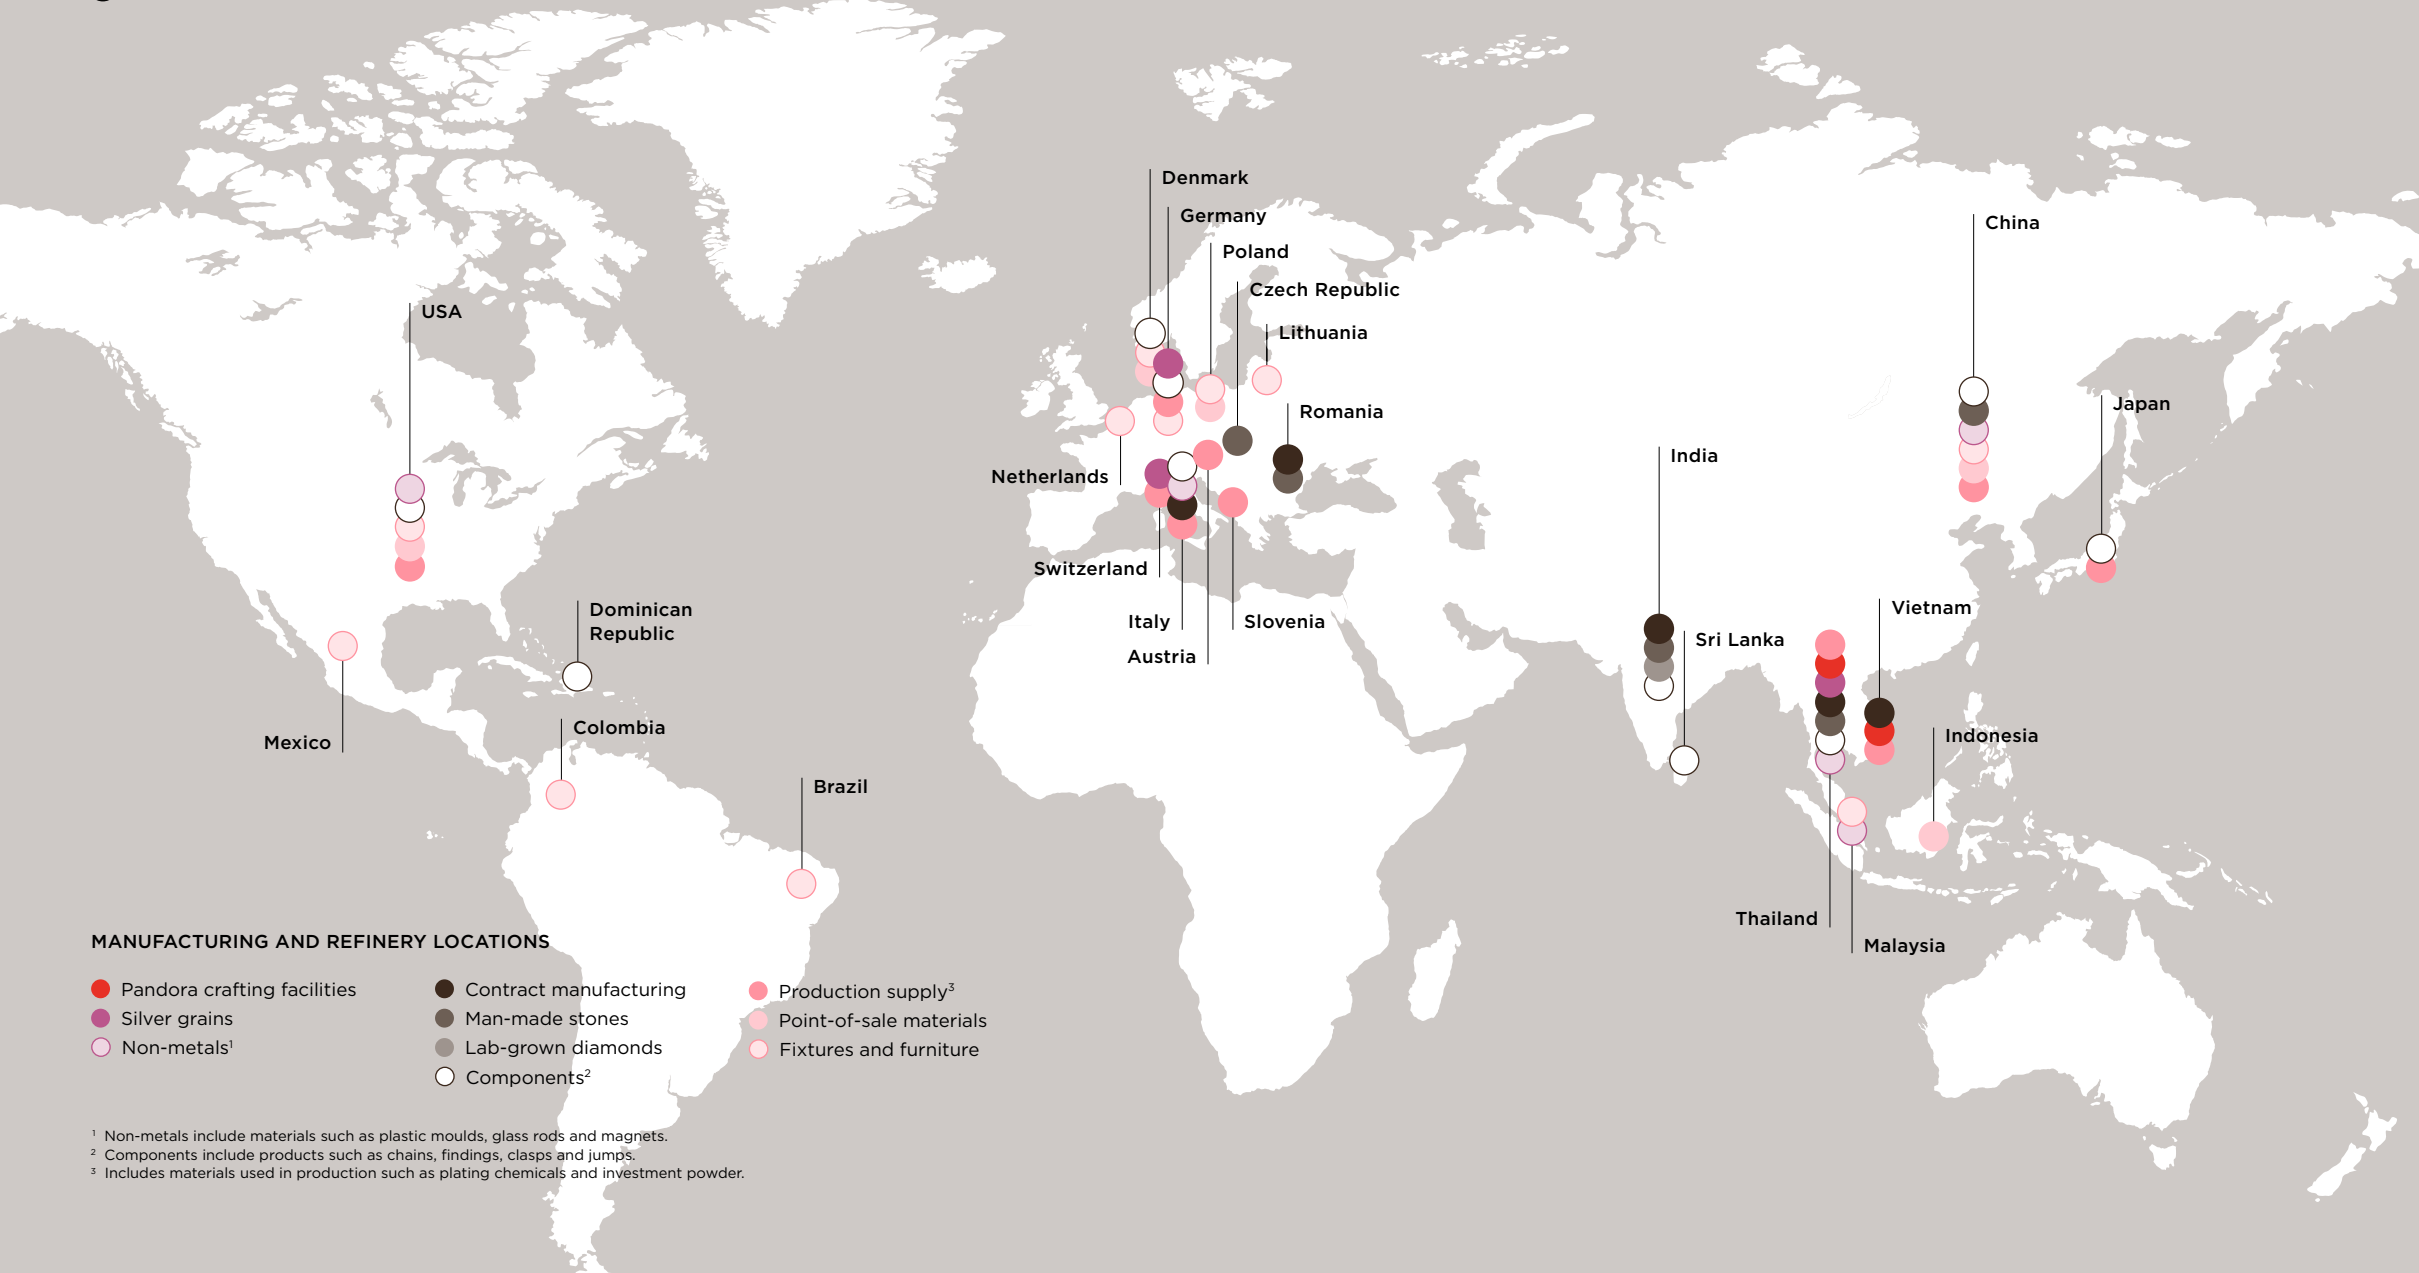 Denmark
Germany
China
Poland
Czech Republic
USA
Lithuania
Japan
Romania
India
Netherlands
Switzerland
Vietnam
Dominican
Republic
Italy
Slovenia
Sri Lanka
Austria
Colombia
Indonesia
Mexico
Brazil
Thailand
Malaysia
MANUFACTURING AND REFINERY LOCATIONS
Pandora crafting facilities
Silver grains
Non-metals¹
Contract manufacturing
Man-made stones
Lab-grown diamonds
Components²
Production supply³
Point-of-sale materials
Fixtures and furniture
¹ Non-metals include materials such as plastic moulds, glass rods and magnets.
² Components include products such as chains, findings, clasps and jumps.
³ Includes materials used in production such as plating chemicals and investment powder.